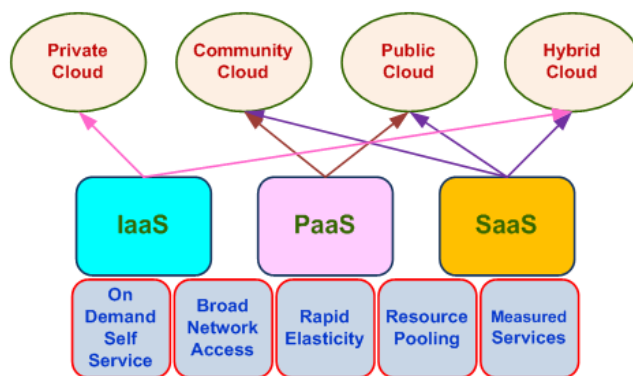 Private
Cloud
Community
Cloud
Public
Cloud
Hybrid
Cloud
IaaS
PaaS
SaaS
On
Demand
Self
Service
Broad
Network
Access
Rapid
Elasticity
Resource
Pooling
Measured
Services